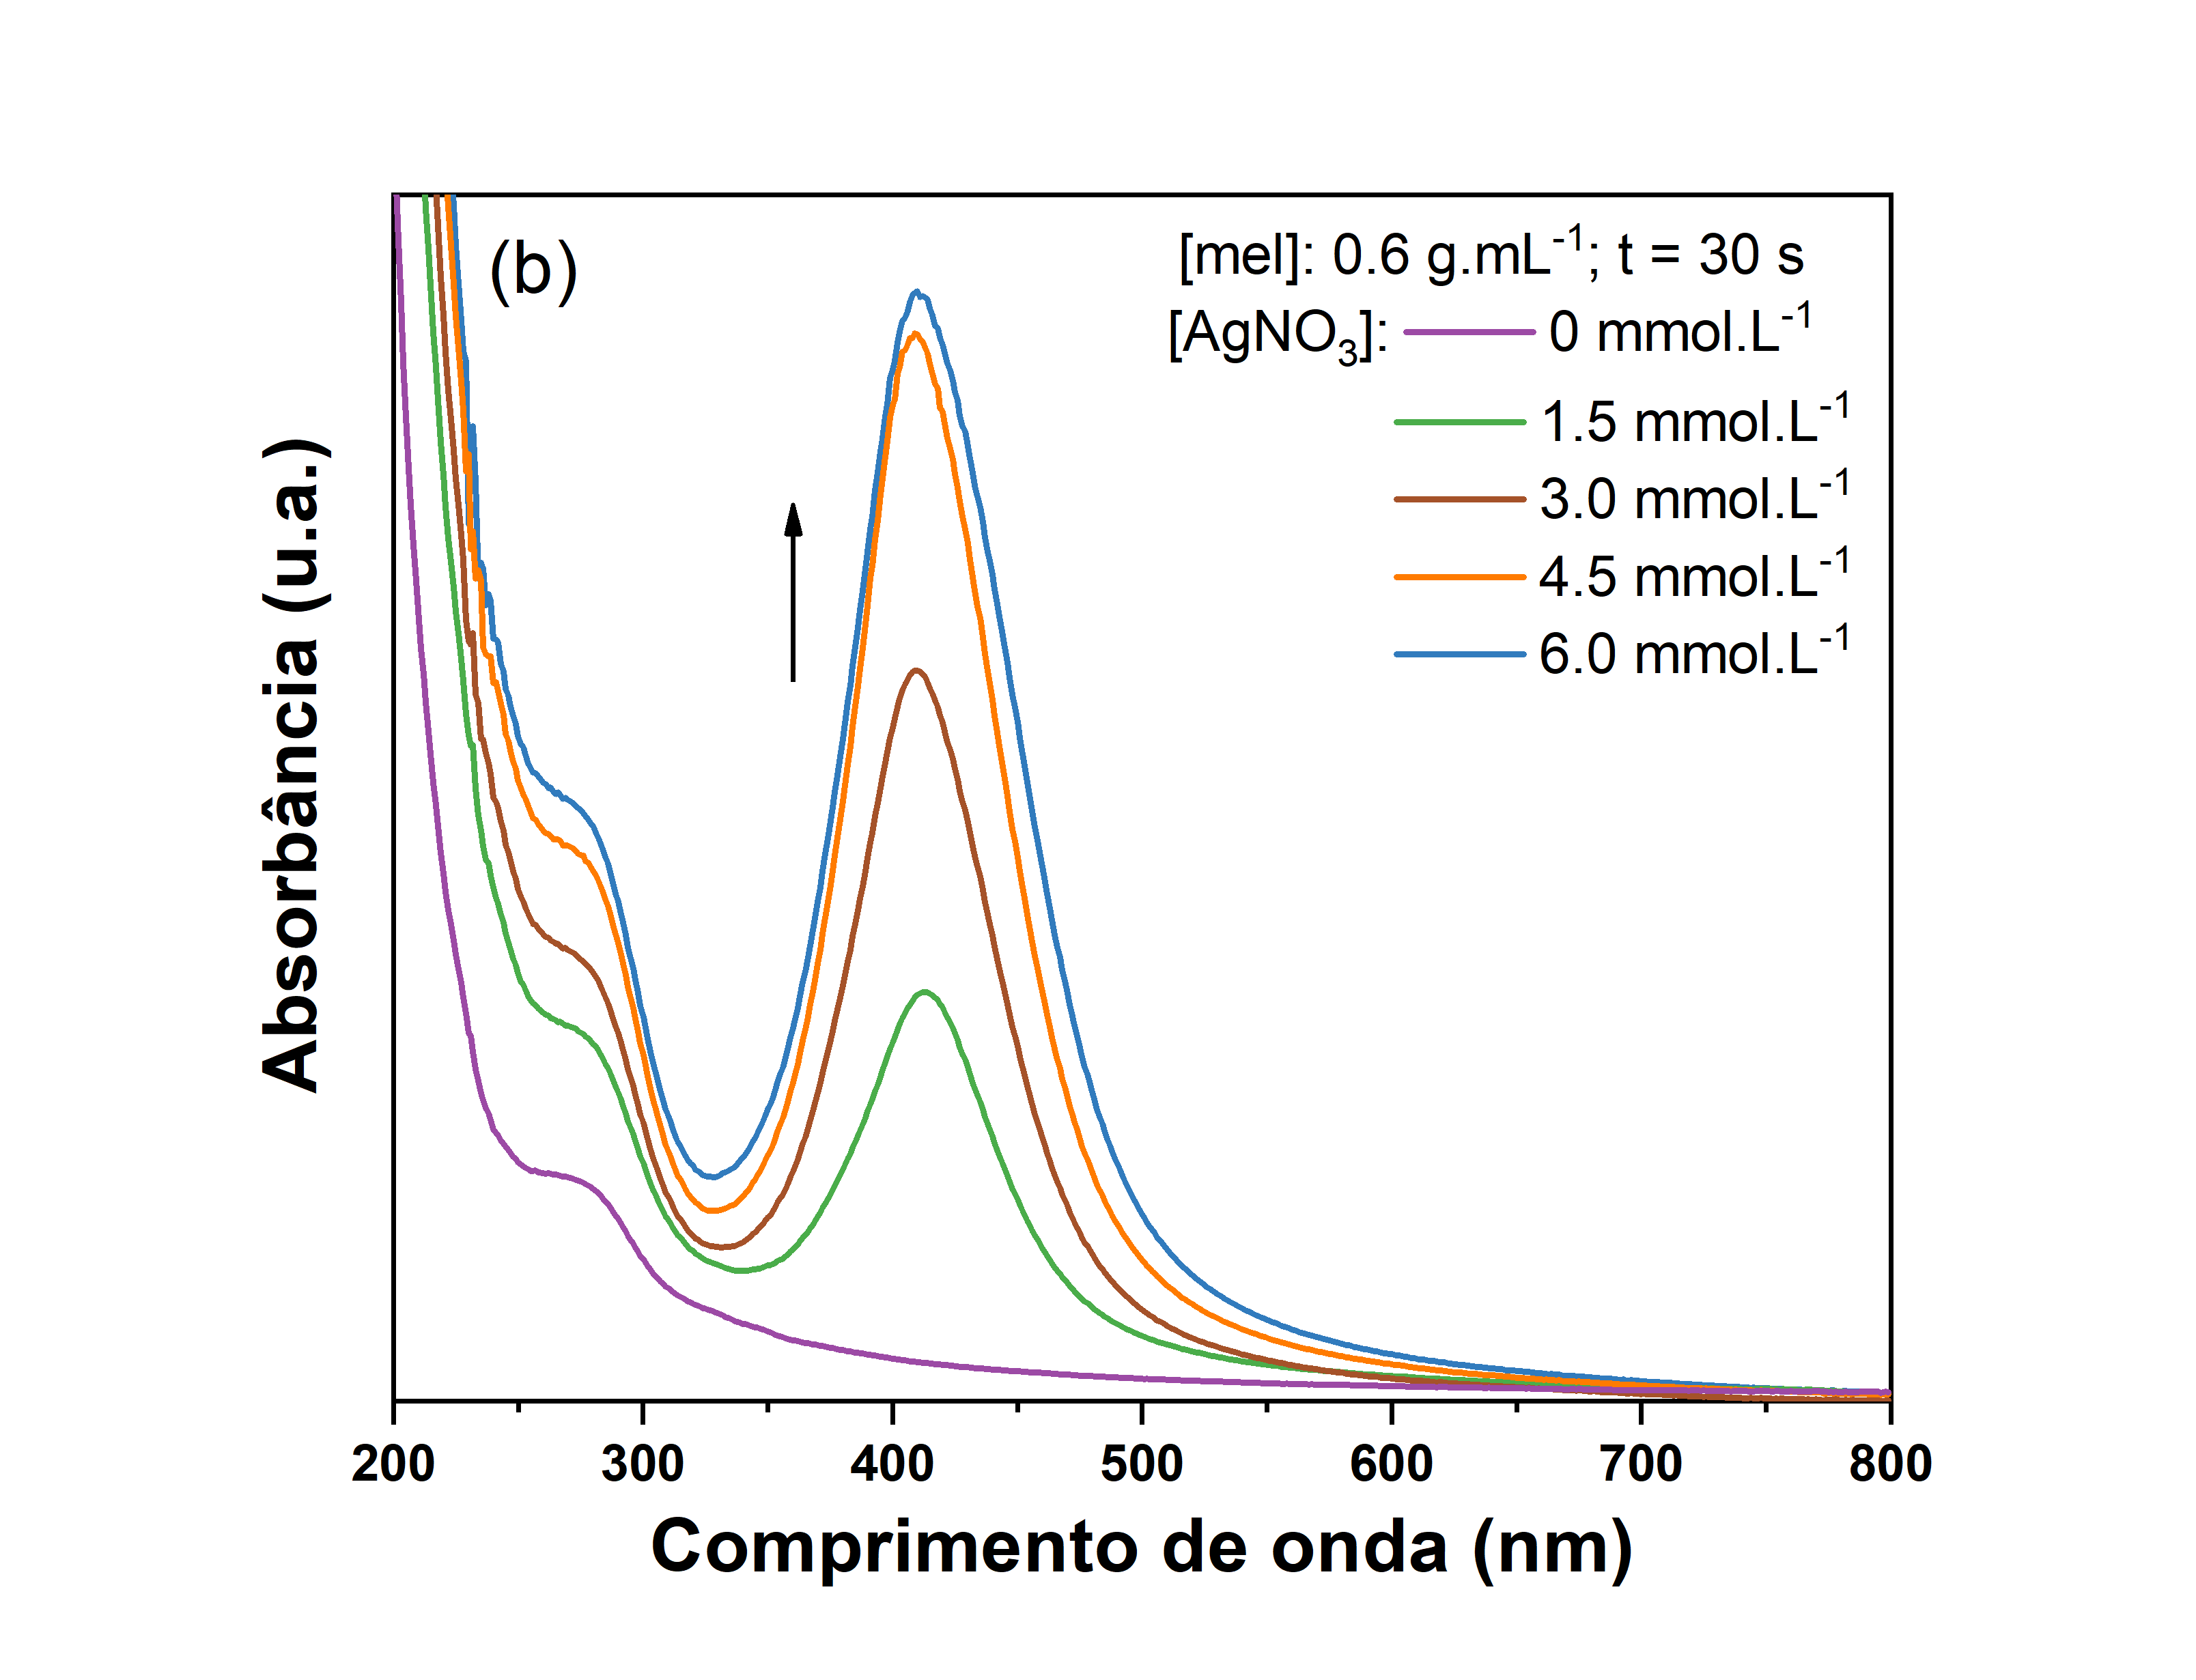 (b)
[mel]: 0.6 g.mL⁻¹; t = 30 s
[AgNO₃]: 0 mmol.L⁻¹
1.5 mmol.L⁻¹
3.0 mmol.L⁻¹
4.5 mmol.L⁻¹
6.0 mmol.L⁻¹
Absorbância (u.a.)
200 300 400 500 600 700 800
Comprimento de onda (nm)